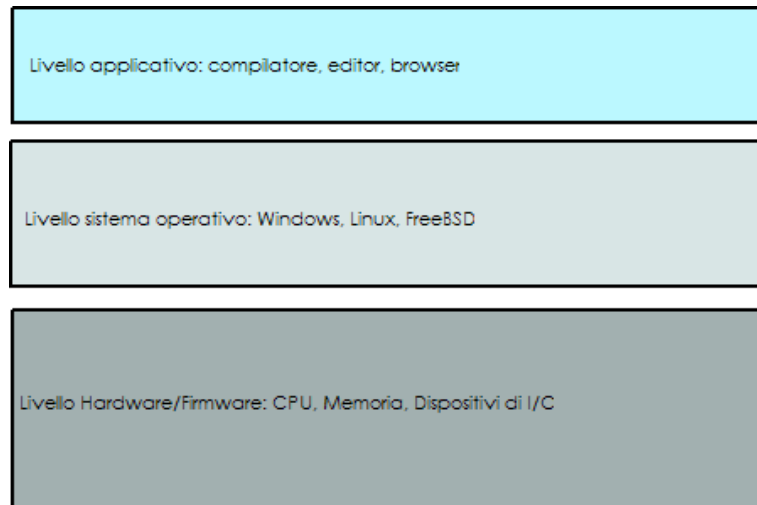 Livello applicativo: compilatore, editor, browser
Livello sistema operativo: Windows, Linux, FreeBSD
Livello Hardware/Firmware: CPU, Memoria, Dispositivi di I/C